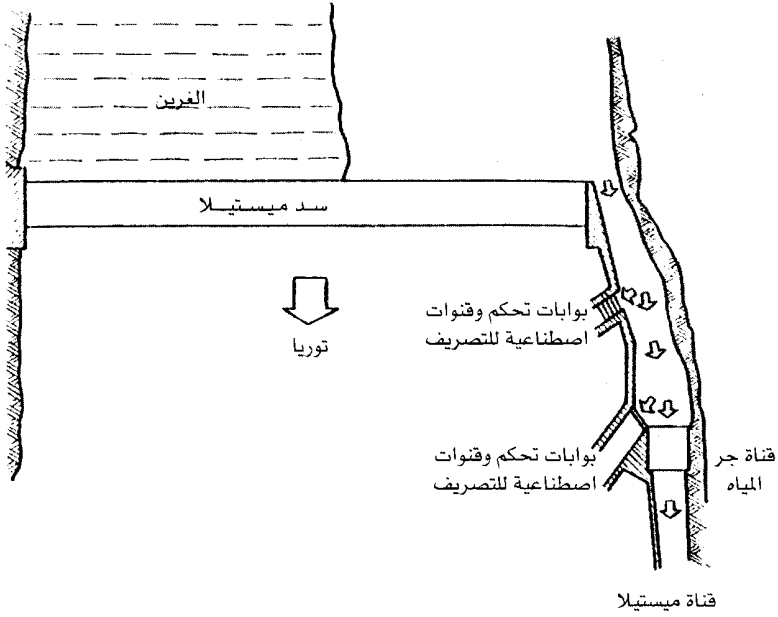 الغرين
سد ميستيلا
توريا
بوابات تحكم وقنوات
اصطناعية للتصريف
بوابات تحكم وقنوات
اصطناعية للتصريف
قناة جر
المياه
قناة ميستيلا